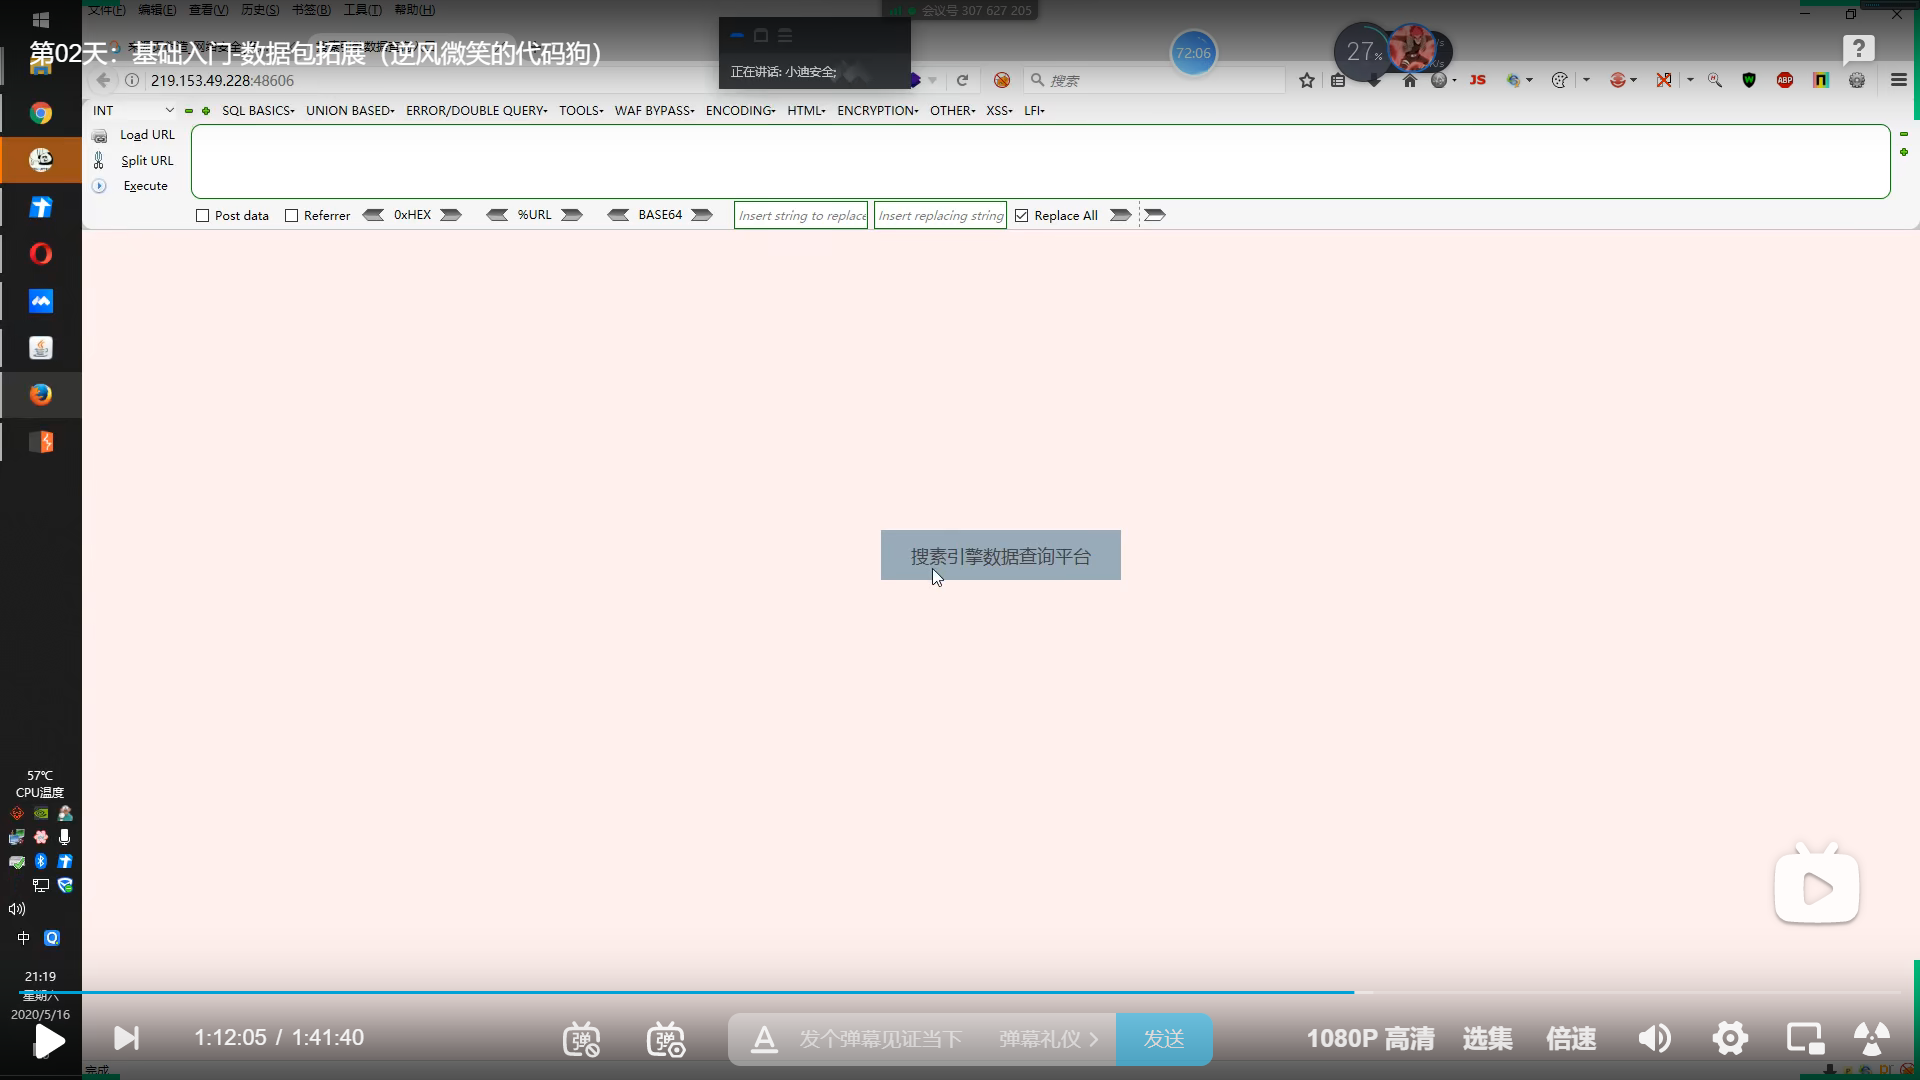 文件(F) 编辑(E) 查看(V) 历史(S) 书签(B) 工具(T) 帮助(H)
会议号 307 627 205
第02天：基础入门-数据包拓展（逆风微笑的代码狗）
正在讲话: 小迪安全;
72:06
27%
219.153.49.228:48606
搜索
JS
ABP
INT
SQL BASICS
UNION BASED
ERROR/DOUBLE QUERY
TOOLS
WAF BYPASS
ENCODING
HTML
ENCRYPTION
OTHER
XSS
LFI
Load URL
Split URL
Execute
Post data
Referrer
0xHEX
%URL
BASE64
Insert string to replace
Insert replacing string
Replace All
搜素引擎数据查询平台
57℃
CPU温度
中
21:19
星期六
2020/5/16
1:12:05 / 1:41:40
弹
弹
A
发个弹幕见证当下
弹幕礼仪
发送
1080P 高清
选集
倍速
完成